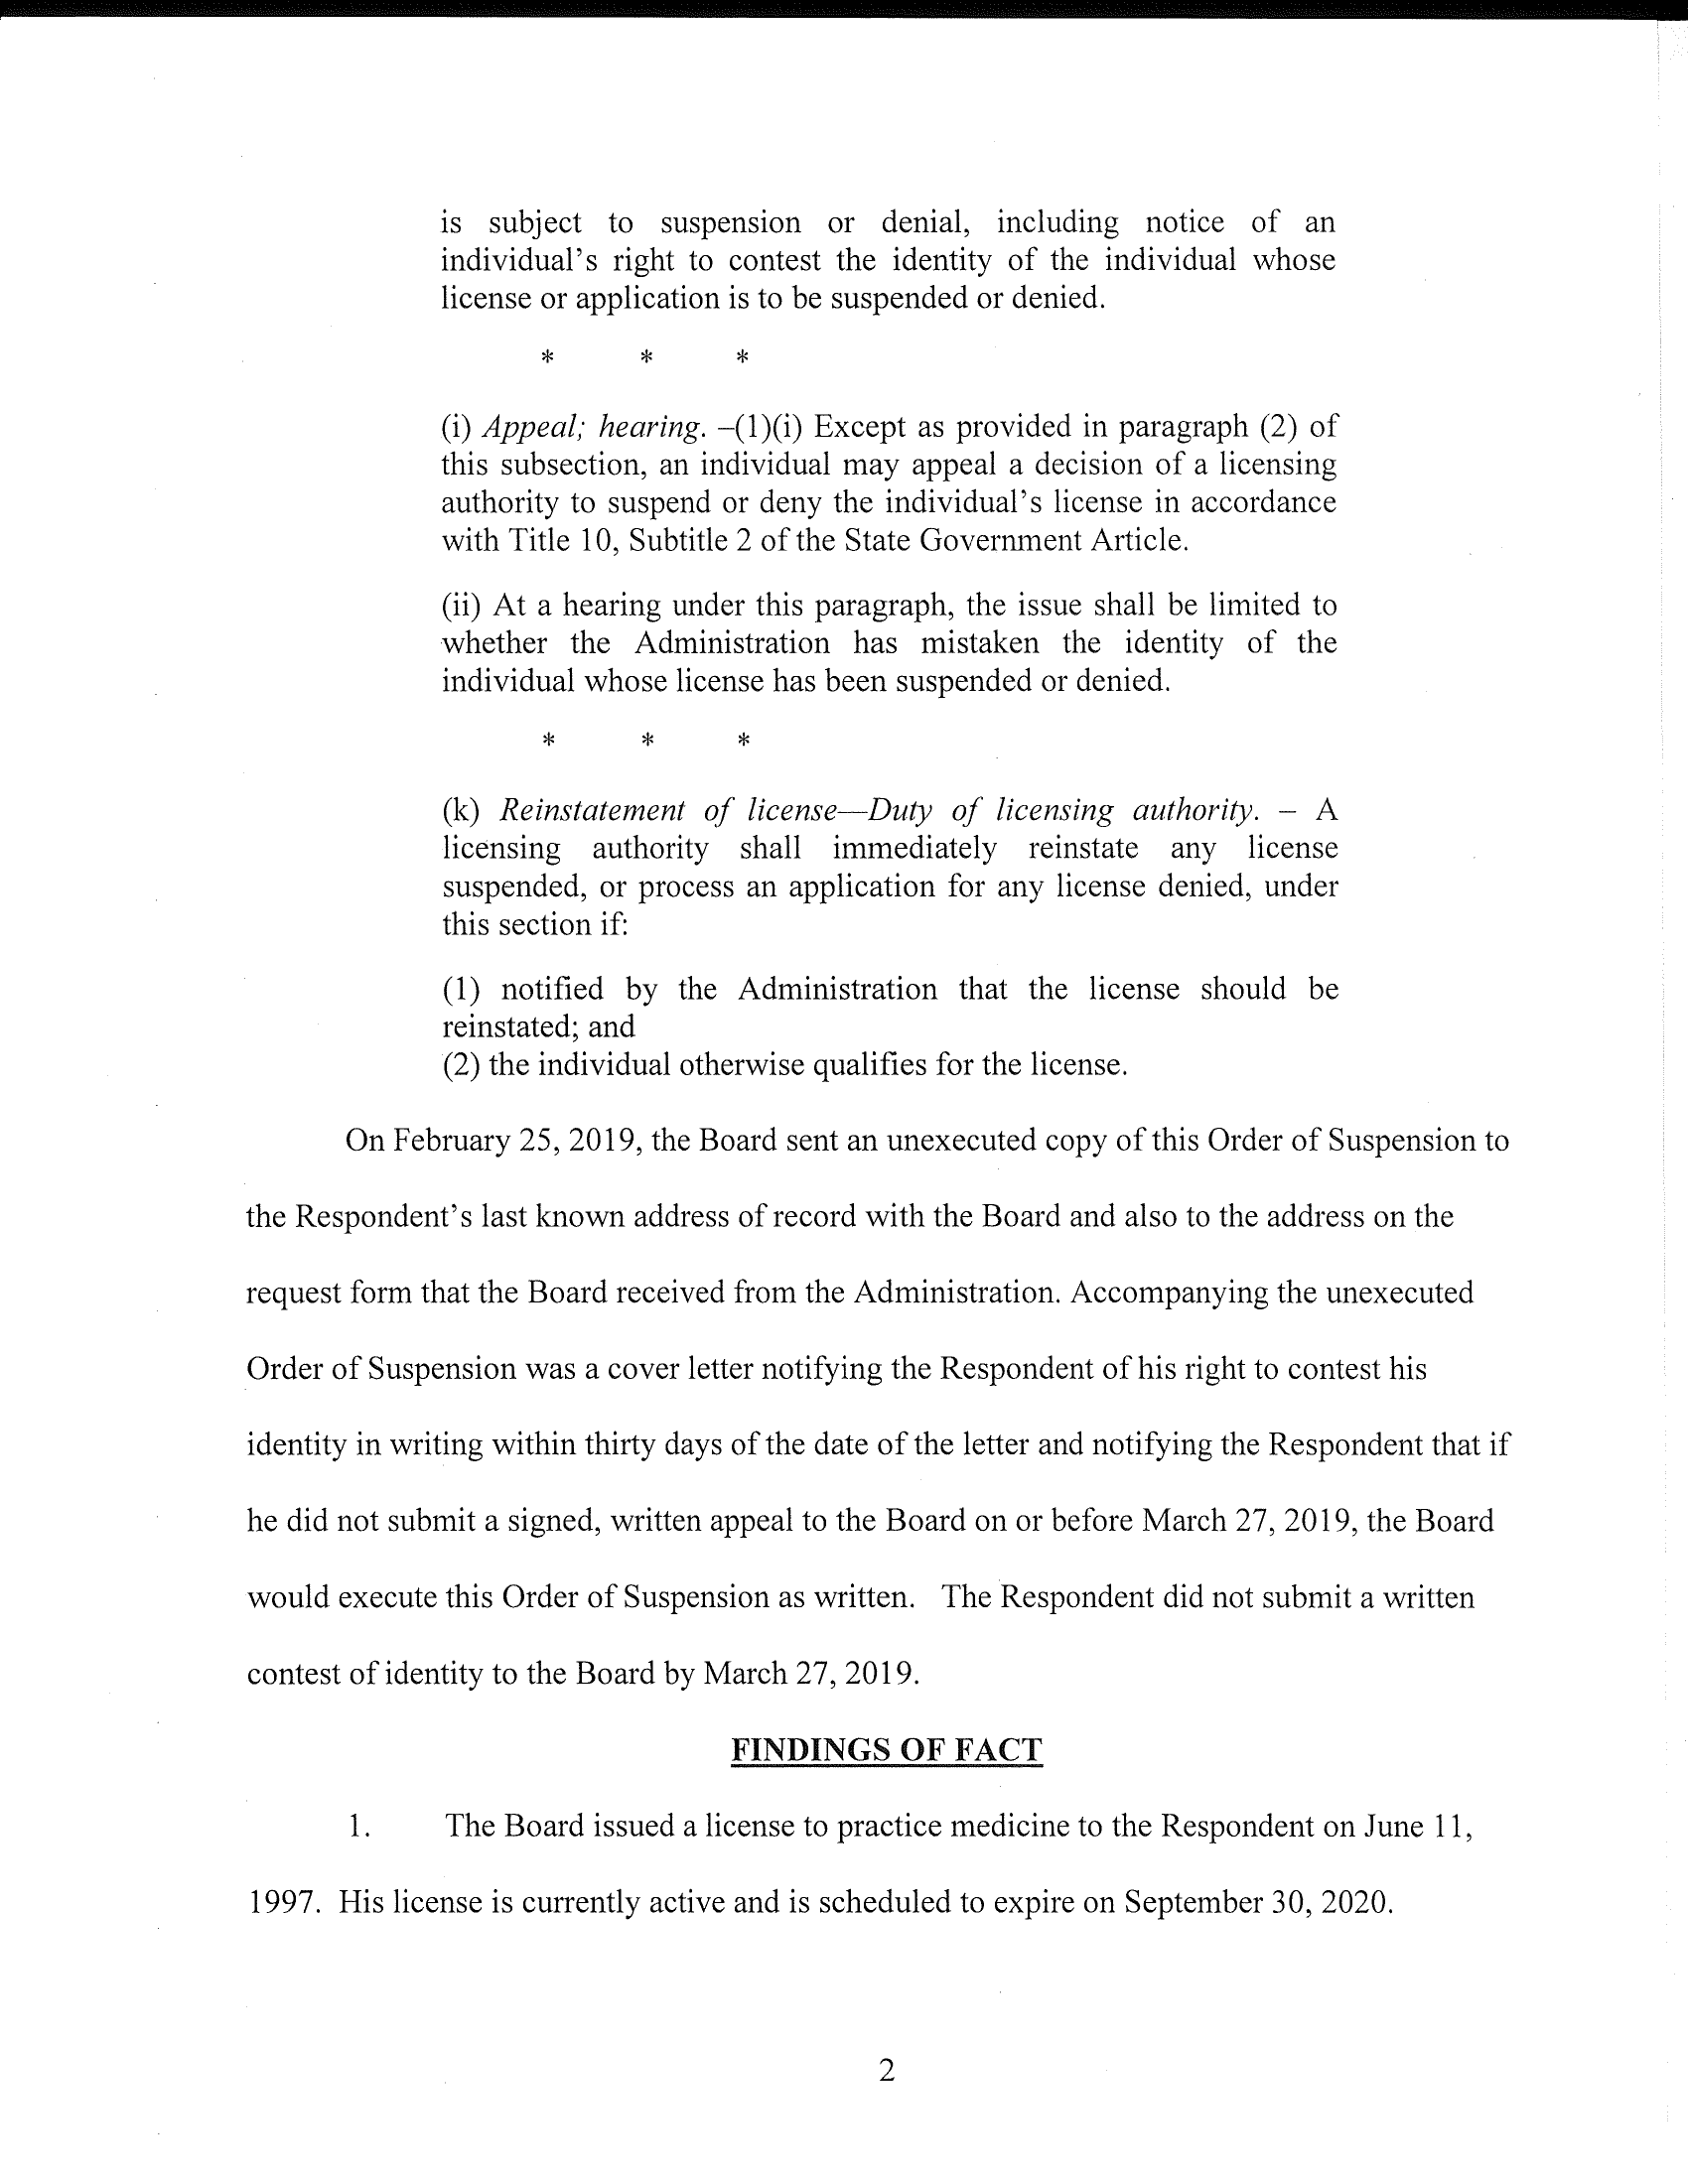 is subject to suspension or denial, including notice of an
individual's right to contest the identity of the individual whose
license or application is to be suspended or denied.
* * *
(i) Appeal; hearing. –(1)(i) Except as provided in paragraph (2) of
this subsection, an individual may appeal a decision of a licensing
authority to suspend or deny the individual's license in accordance
with Title 10, Subtitle 2 of the State Government Article.
(ii) At a hearing under this paragraph, the issue shall be limited to
whether the Administration has mistaken the identity of the
individual whose license has been suspended or denied.
* * *
(k) Reinstatement of license—Duty of licensing authority. – A
licensing authority shall immediately reinstate any license
suspended, or process an application for any license denied, under
this section if:
(1) notified by the Administration that the license should be
reinstated; and
(2) the individual otherwise qualifies for the license.
On February 25, 2019, the Board sent an unexecuted copy of this Order of Suspension to
the Respondent's last known address of record with the Board and also to the address on the
request form that the Board received from the Administration. Accompanying the unexecuted
Order of Suspension was a cover letter notifying the Respondent of his right to contest his
identity in writing within thirty days of the date of the letter and notifying the Respondent that if
he did not submit a signed, written appeal to the Board on or before March 27, 2019, the Board
would execute this Order of Suspension as written. The Respondent did not submit a written
contest of identity to the Board by March 27, 2019.
FINDINGS OF FACT
1. The Board issued a license to practice medicine to the Respondent on June 11,
1997. His license is currently active and is scheduled to expire on September 30, 2020.
2